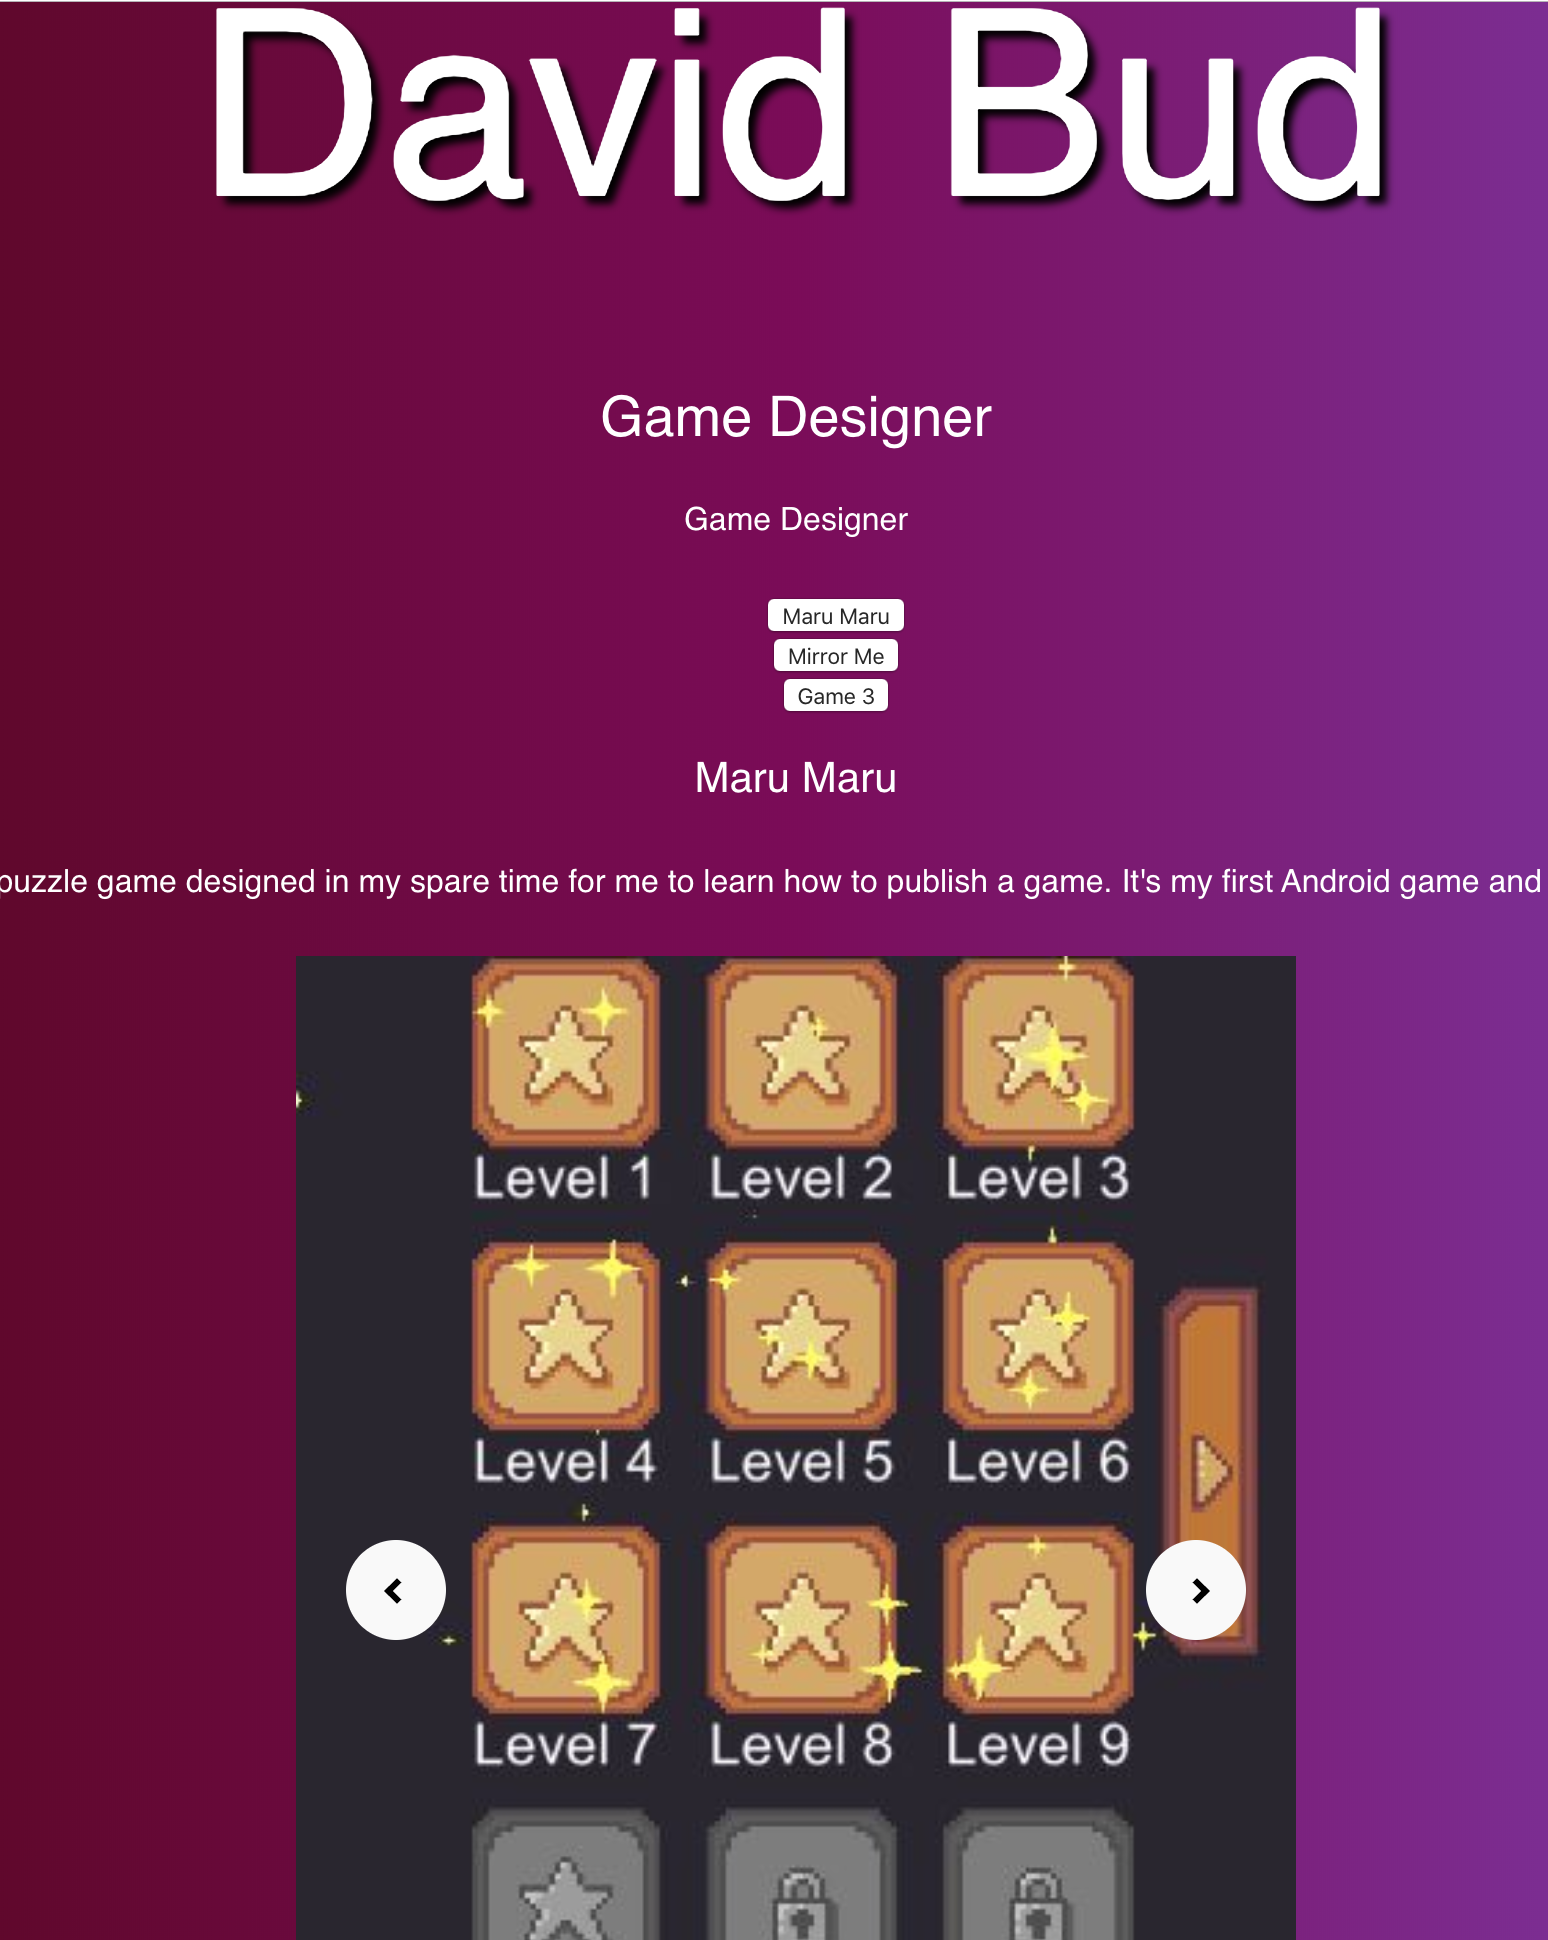 David Bud
Game Designer
Game Designer
Maru Maru
Mirror Me
Game 3
Maru Maru
puzzle game designed in my spare time for me to learn how to publish a game. It's my first Android game and
Level 1 Level 2 Level 3
Level 4 Level 5 Level 6
Level 7 Level 8 Level 9